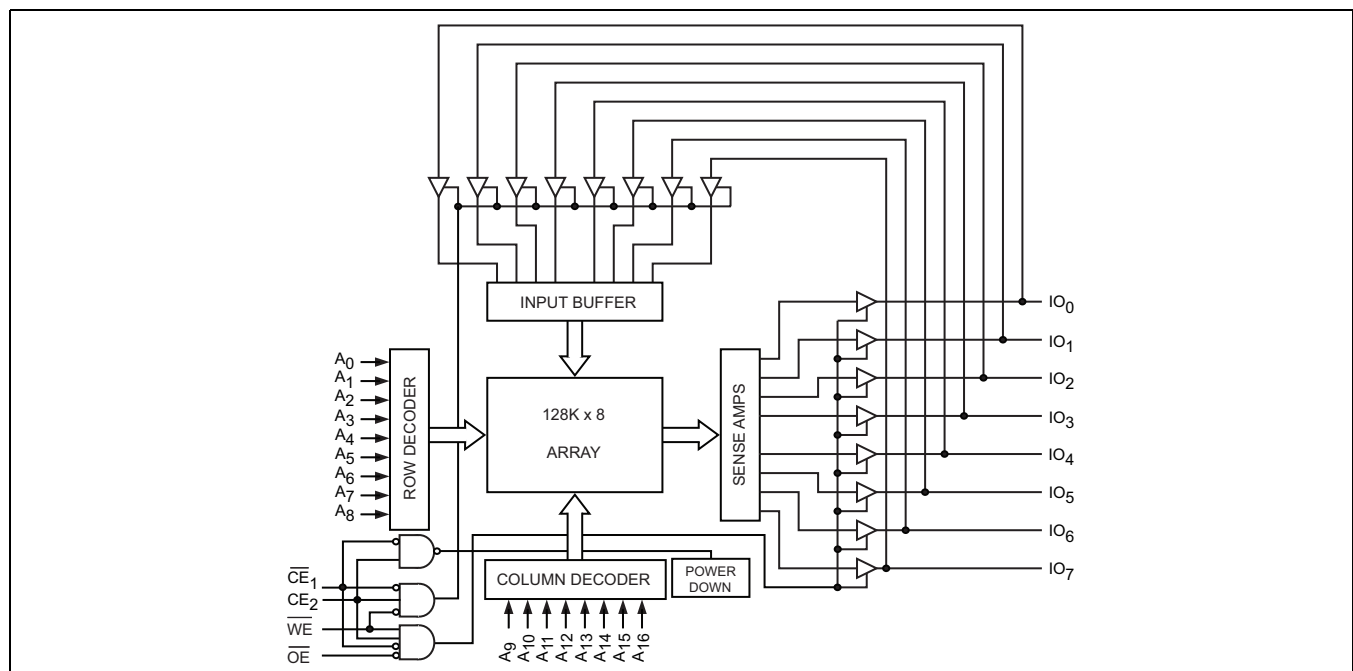 INPUT BUFFER
IO0
IO1
IO2
IO3
IO4
IO5
IO6
IO7
A0
A1
A2
A3
A4
A5
A6
A7
A8
ROW DECODER
128K x 8
ARRAY
SENSE AMPS
COLUMN DECODER
POWER
DOWN
CE1
CE2
WE
OE
A9
A10
A11
A12
A13
A14
A15
A16